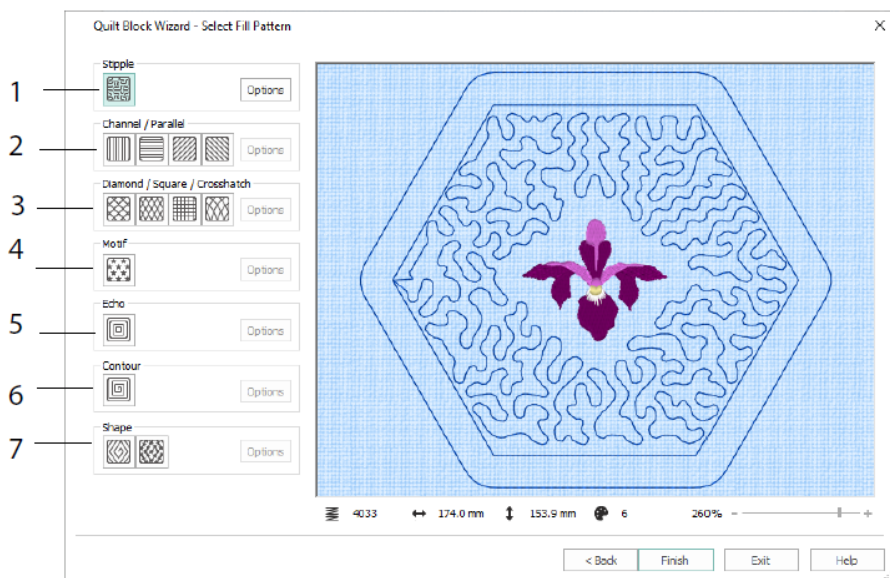 Quilt Block Wizard - Select Fill Pattern
Stipple
1 Options
Channel / Parallel
2 Options
Diamond / Square / Crosshatch
3 Options
Motif
4 Options
Echo
5 Options
Contour
6 Options
Shape
7 Options
4033 174.0 mm 153.9 mm 6 260% - +
< Back Finish Exit Help